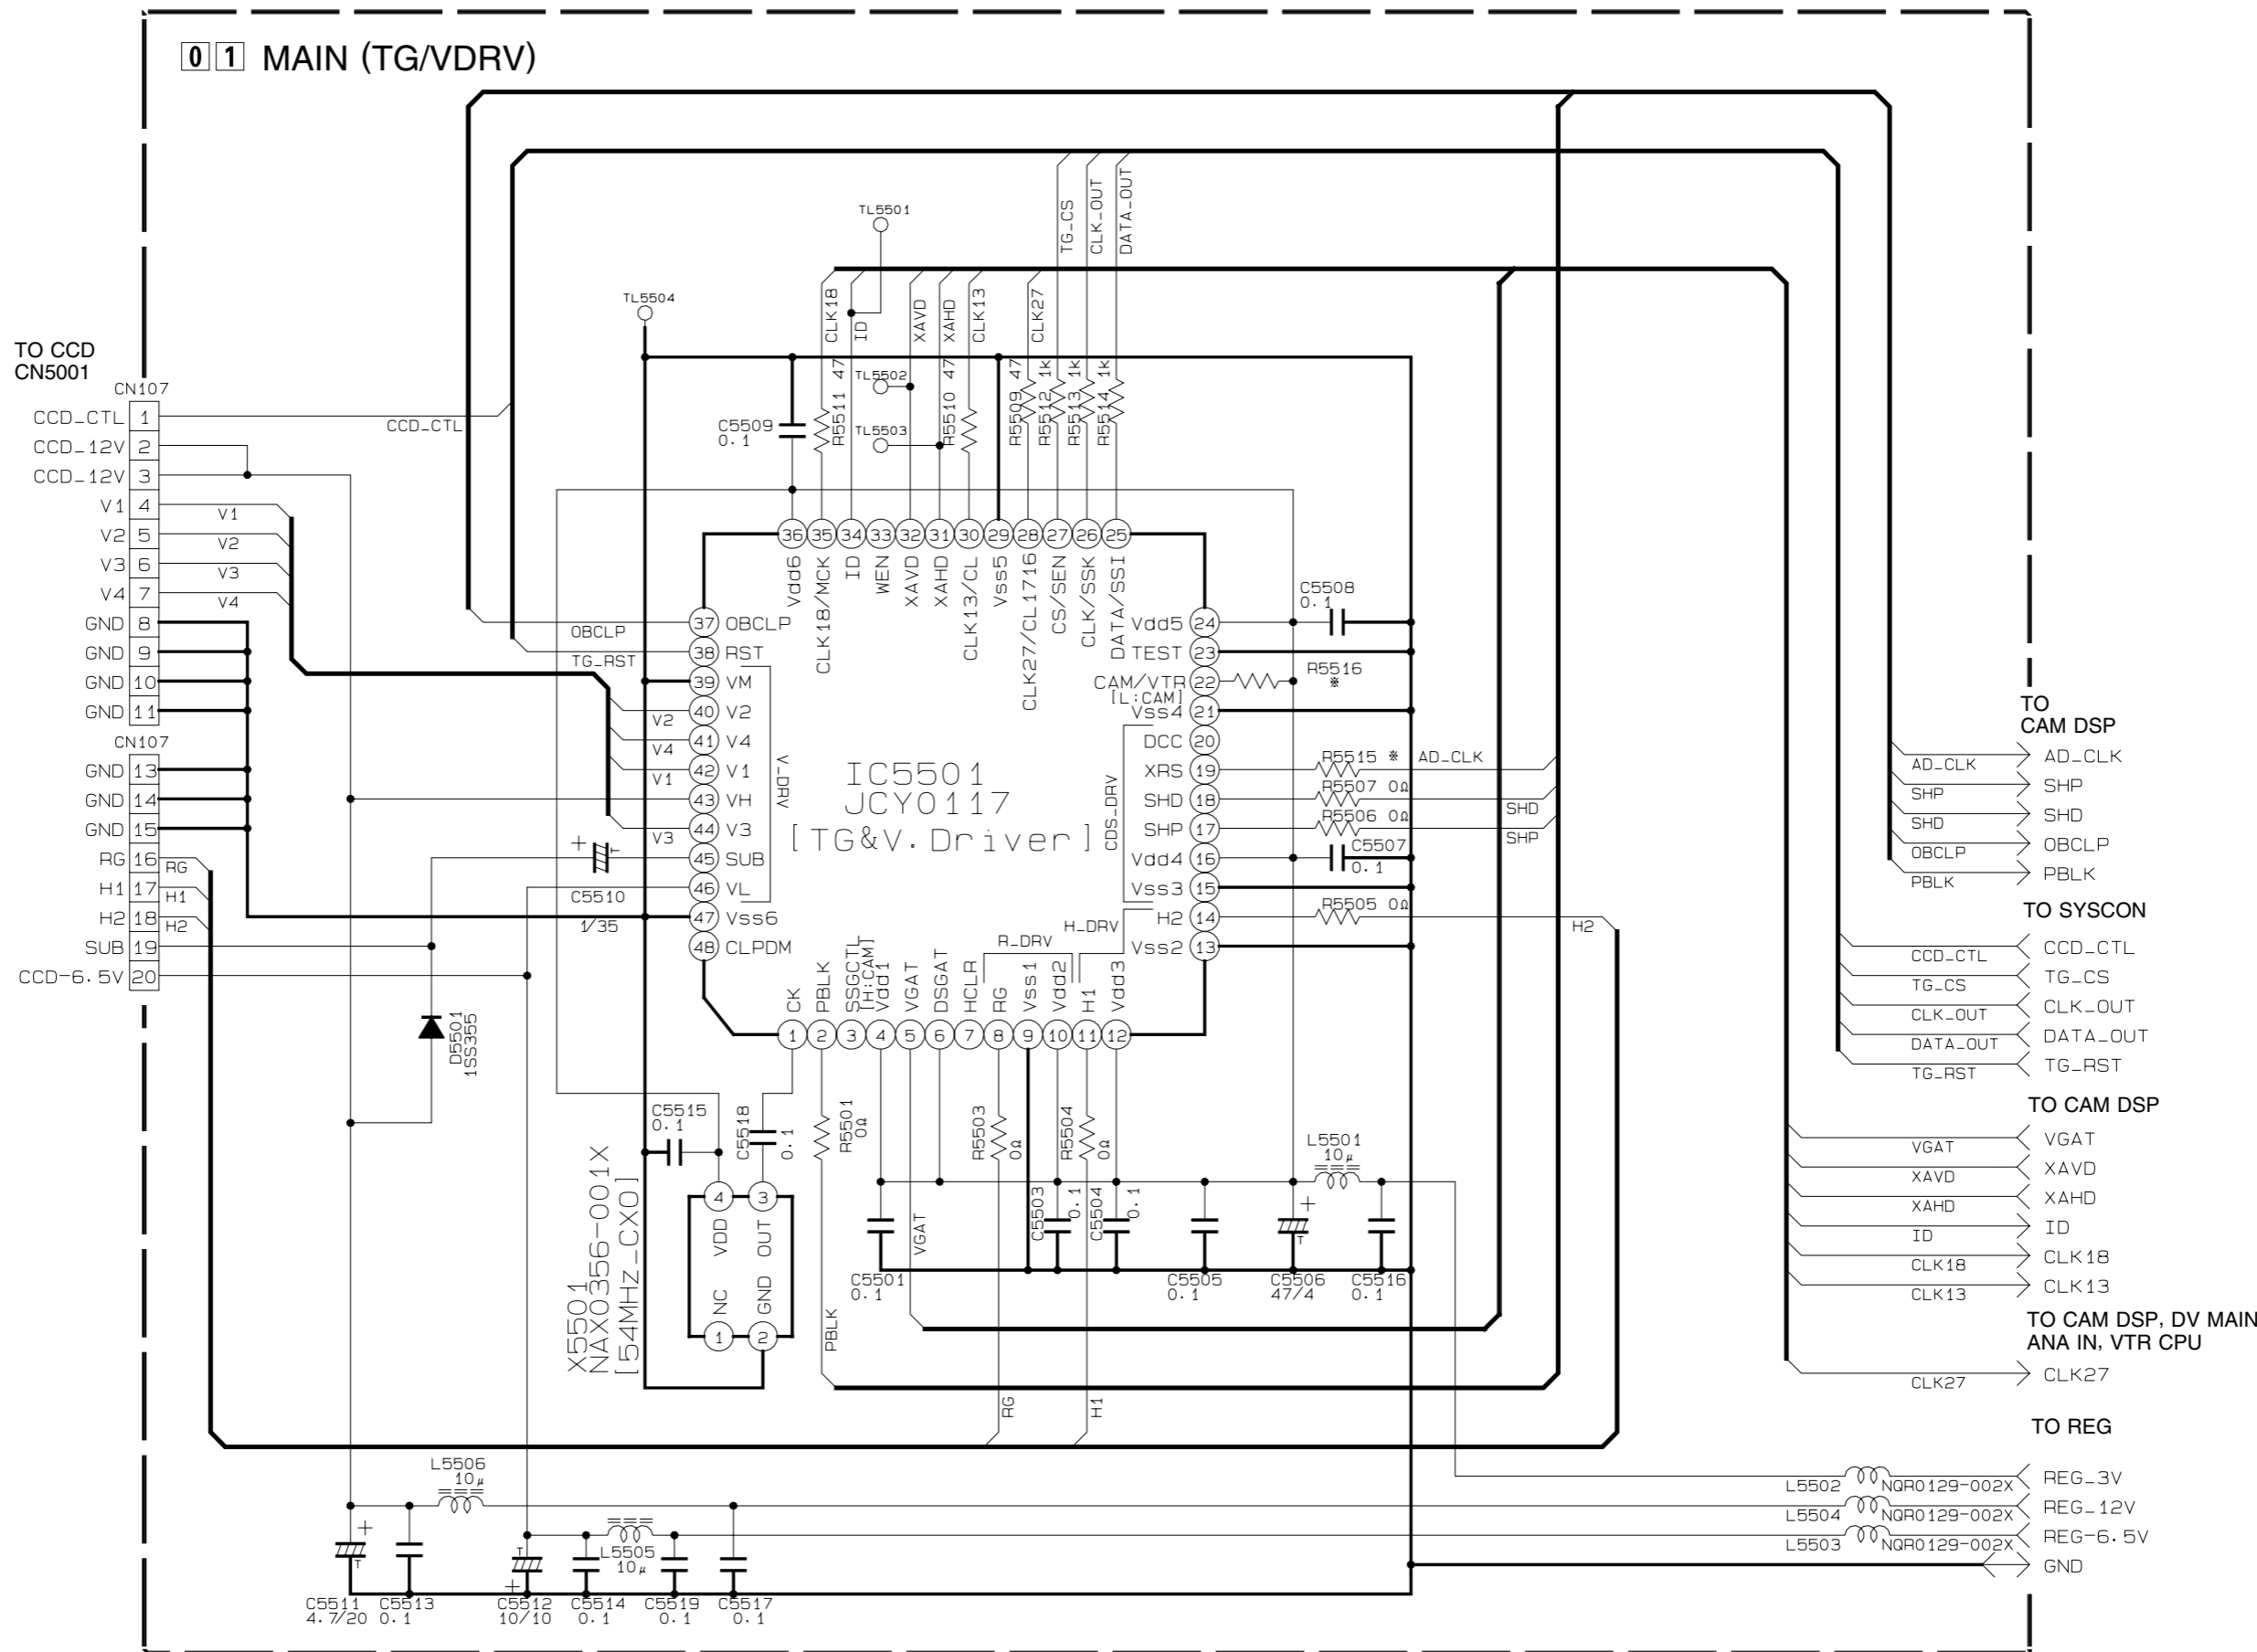 01 MAIN (TG/VDRV)
TO CCD
CN5001
CN107
CCD_CTL 1
CCD_12V 2
CCD_12V 3
V1 4
V2 5
V3 6
V4 7
GND 8
GND 9
GND 10
GND 11
CN107
GND 13
GND 14
GND 15
RG 16
H1 17
H2 18
SUB 19
CCD-6.5V 20
CCD_CTL
V1
V2
V3
V4
RG
H1
H2
TL5501
TL5504
TL5502
TL5503
TG_CS
CLK_OUT
DATA_OUT
CLK18
ID
XAVD
XAHD
CLK13
CLK27
C5509
0.1
R5511 47
R5510 47
R5509 47
R5512 1k
R5513 1k
R5514 1k
36 35 34 33 32 31 30 29 28 27 26 25
Vdd6
CLK18/MCK
ID
WEN
XAVD
XAHD
CLK13/CL
Vss5
CLK27/CL1716
CS/SEN
CLK/SSK
DATA/SSI
OBCLP
TG_RST
V2
V4
V1
V3
37 OBCLP
38 RST
39 VM
40 V2
41 V4
42 V1
43 VH
44 V3
45 SUB
46 VL
47 Vss6
48 CLPDM
V_DRV
IC5501
JCY0117
[TG&V.Driver]
Vdd5 24
TEST 23
CAM/VTR 22
[L:CAM]
Vss4 21
DCC 20
XRS 19
SHD 18
SHP 17
Vdd4 16
Vss3 15
H2 14
Vss2 13
CDS_DRV
H_DRV
R_DRV
C5508
0.1
R5516
※
R5515 ※ AD_CLK
R5507 0Ω
SHD
R5506 0Ω
SHP
C5507
0.1
R5505 0Ω
H2
+
T
C5510
1/35
D5501
1SS355
CK
PBLK
SSGCTL
[H:CAM]
Vdd1
VGAT
DSGAT
HCLR
RG
Vss1
Vdd2
H1
Vdd3
1 2 3 4 5 6 7 8 9 10 11 12
C5515
0.1
C5518
0.1
R5501
0Ω
R5503
0Ω
R5504
0Ω
L5501
10μ
X5501
NAX0356-001X
[54MHz_CXO]
4 3
VDD
OUT
NC
GND
1 2
VGAT
PBLK
RG
H1
C5503
0.1
C5504
0.1
C5501
0.1
C5505
0.1
+
T
C5506
47/4
C5516
0.1
TO
CAM DSP
AD_CLK AD_CLK
SHP SHP
SHD SHD
OBCLP OBCLP
PBLK PBLK
TO SYSCON
CCD_CTL CCD_CTL
TG_CS TG_CS
CLK_OUT CLK_OUT
DATA_OUT DATA_OUT
TG_RST TG_RST
TO CAM DSP
VGAT VGAT
XAVD XAVD
XAHD XAHD
ID ID
CLK18 CLK18
CLK13 CLK13
TO CAM DSP, DV MAIN
ANA IN, VTR CPU
CLK27 CLK27
TO REG
L5502 NQR0129-002X REG_3V
L5504 NQR0129-002X REG_12V
L5503 NQR0129-002X REG-6.5V
GND
L5506
10μ
L5505
10μ
+
T
T
+
C5511
4.7/20
C5513
0.1
C5512
10/10
C5514
0.1
C5519
0.1
C5517
0.1